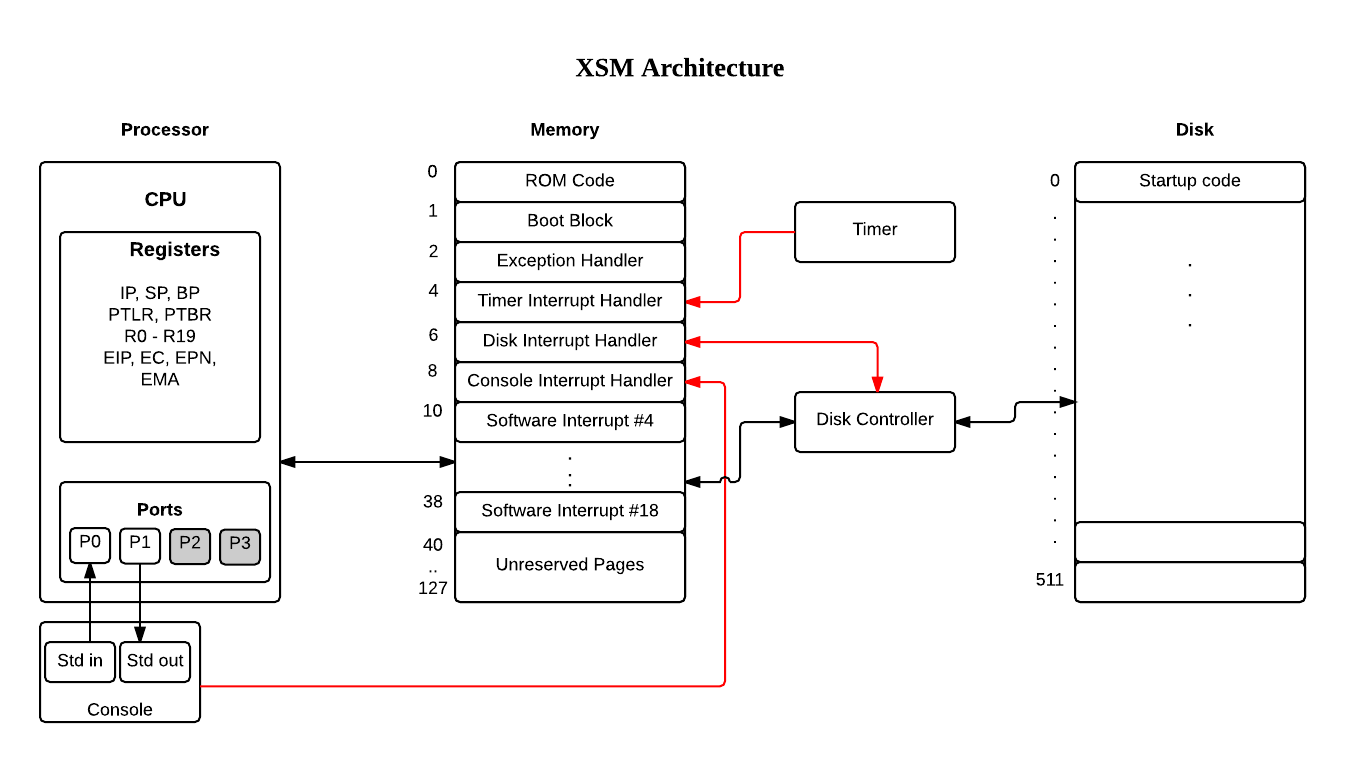 XSM Architecture
Processor
Memory
Disk
CPU
Registers
IP, SP, BP
PTLR, PTBR
R0 - R19
EIP, EC, EPN,
EMA
Ports
P0 P1 P2 P3
Std in Std out
Console
0 ROM Code
1 Boot Block
2 Exception Handler
4 Timer Interrupt Handler
6 Disk Interrupt Handler
8 Console Interrupt Handler
10 Software Interrupt #4
38 Software Interrupt #18
40
..
127
Unreserved Pages
Timer
Disk Controller
0 Startup code
511